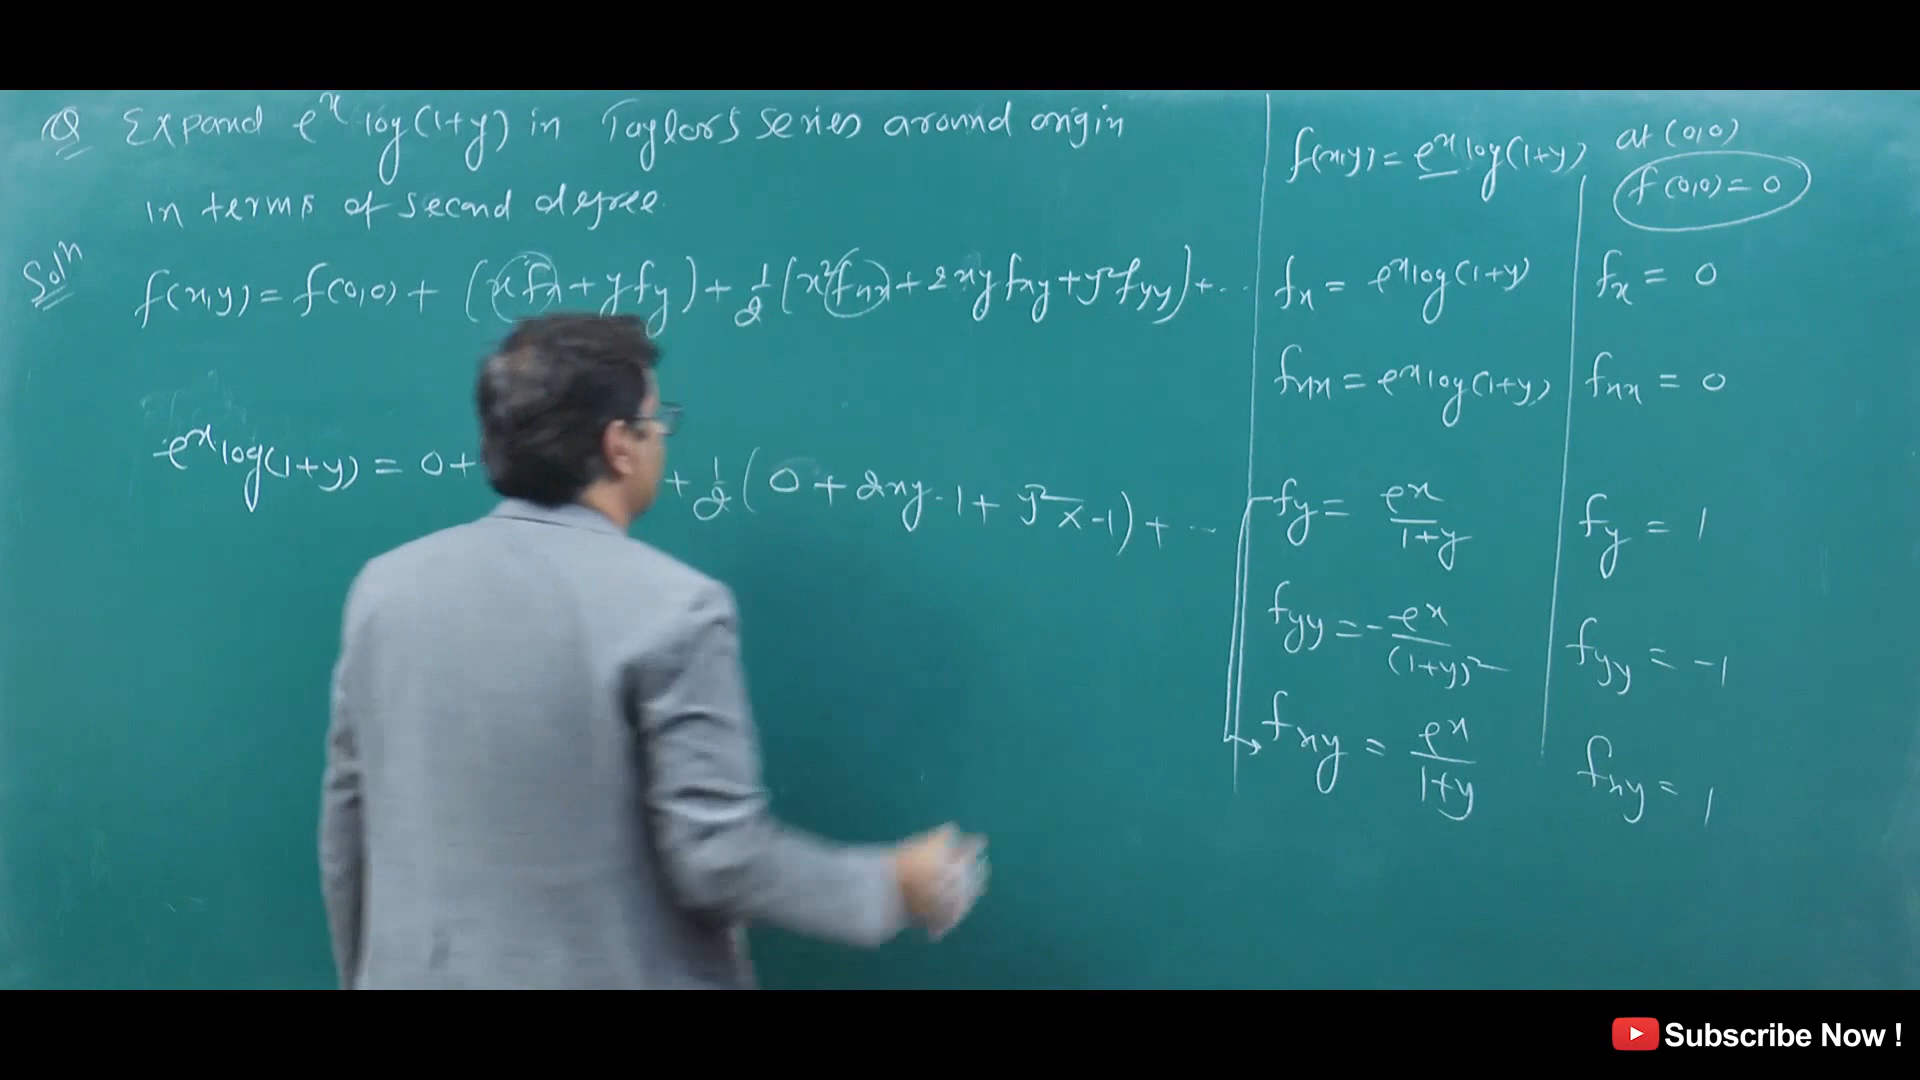 Q Expand e^x log(1+y) in Taylor's series around origin
in terms of second degree.
Solⁿ
f(x,y) = f(0,0) + (x fx + y fy) + 1/2 (x² fxx + 2xy fxy + y² fyy) + ...
e^x log(1+y) = 0 + + 1/2 (0 + 2xy·1 + y² x -1) + ...
f(x,y) = e^x log(1+y) at (0,0)
f(0,0) = 0
fx = e^x log(1+y) fx = 0
fxx = e^x log(1+y) fxx = 0
fy = e^x/1+y fy = 1
fyy = - e^x/(1+y)² fyy = -1
fxy = e^x/1+y fxy = 1
Subscribe Now !